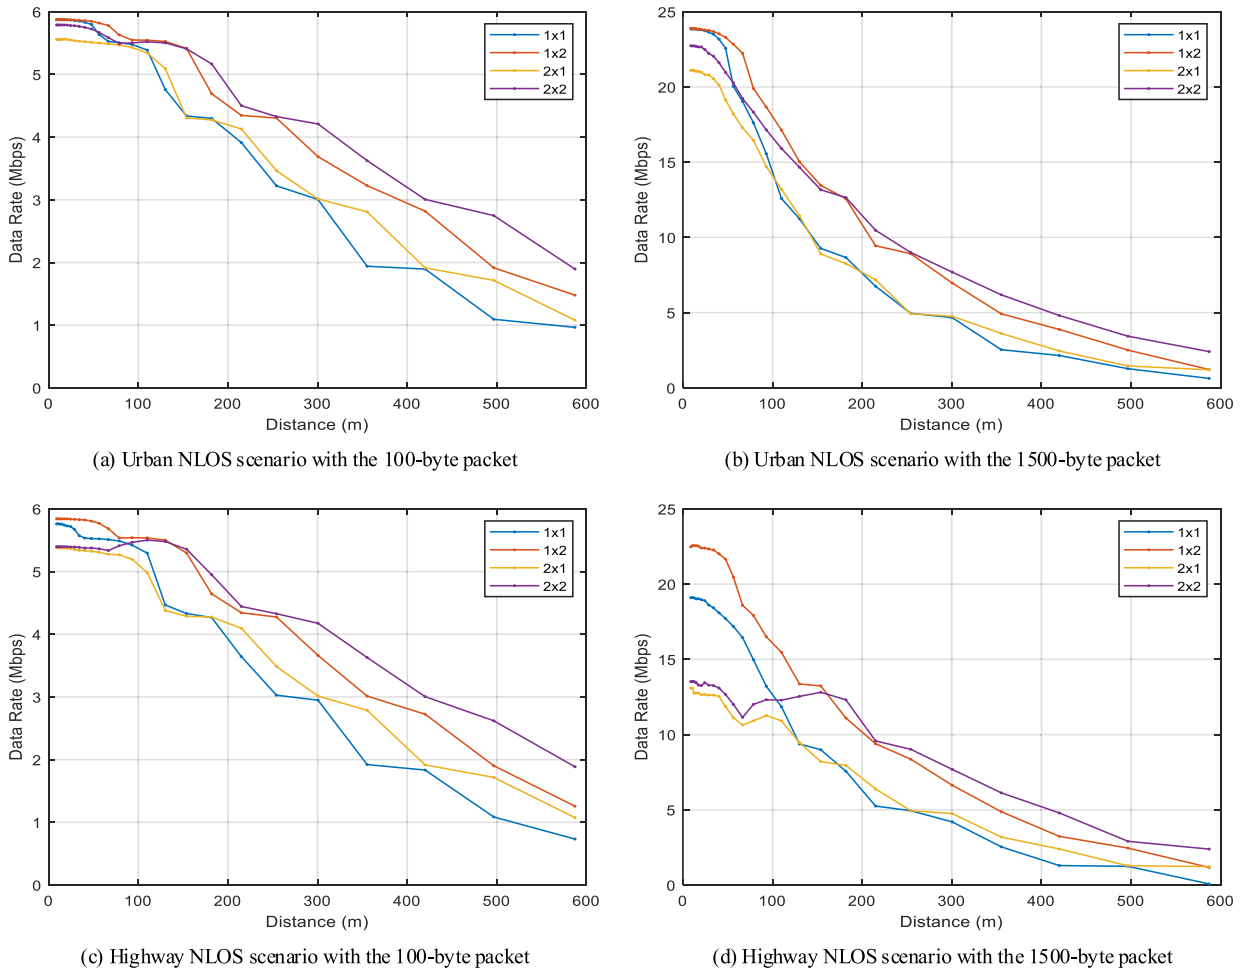 6
5
4
3
2
1
0
Data Rate (Mbps)
1x1
1x2
2x1
2x2
0 100 200 300 400 500 600
Distance (m)
(a) Urban NLOS scenario with the 100-byte packet
25
20
15
10
5
0
Data Rate (Mbps)
1x1
1x2
2x1
2x2
0 100 200 300 400 500 600
Distance (m)
(b) Urban NLOS scenario with the 1500-byte packet
6
5
4
3
2
1
0
Data Rate (Mbps)
1x1
1x2
2x1
2x2
0 100 200 300 400 500 600
Distance (m)
(c) Highway NLOS scenario with the 100-byte packet
25
20
15
10
5
0
Data Rate (Mbps)
1x1
1x2
2x1
2x2
0 100 200 300 400 500 600
Distance (m)
(d) Highway NLOS scenario with the 1500-byte packet